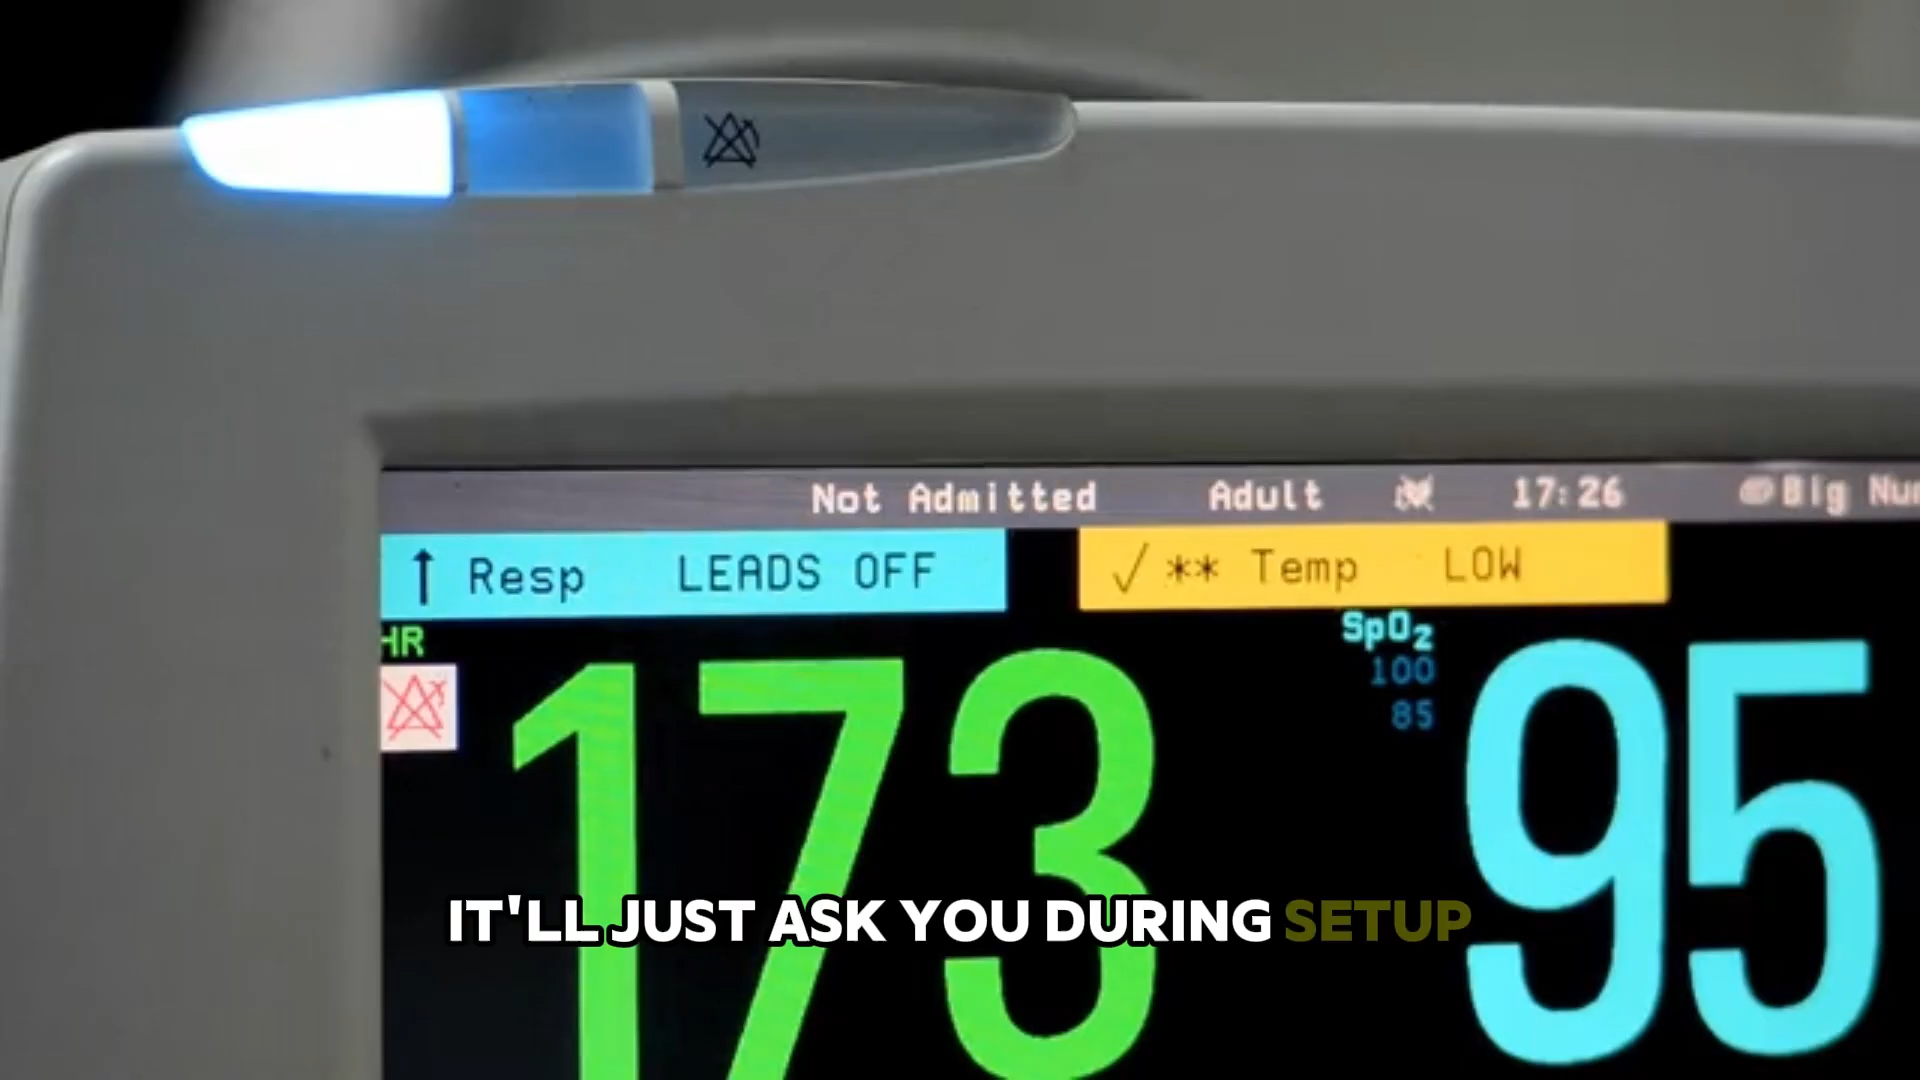 Not Admitted Adult 17:26 Big
↑ Resp LEADS OFF ✓ ** Temp LOW
HR SpO₂
100
85
173 95
IT'LL JUST ASK YOU DURING SETUP